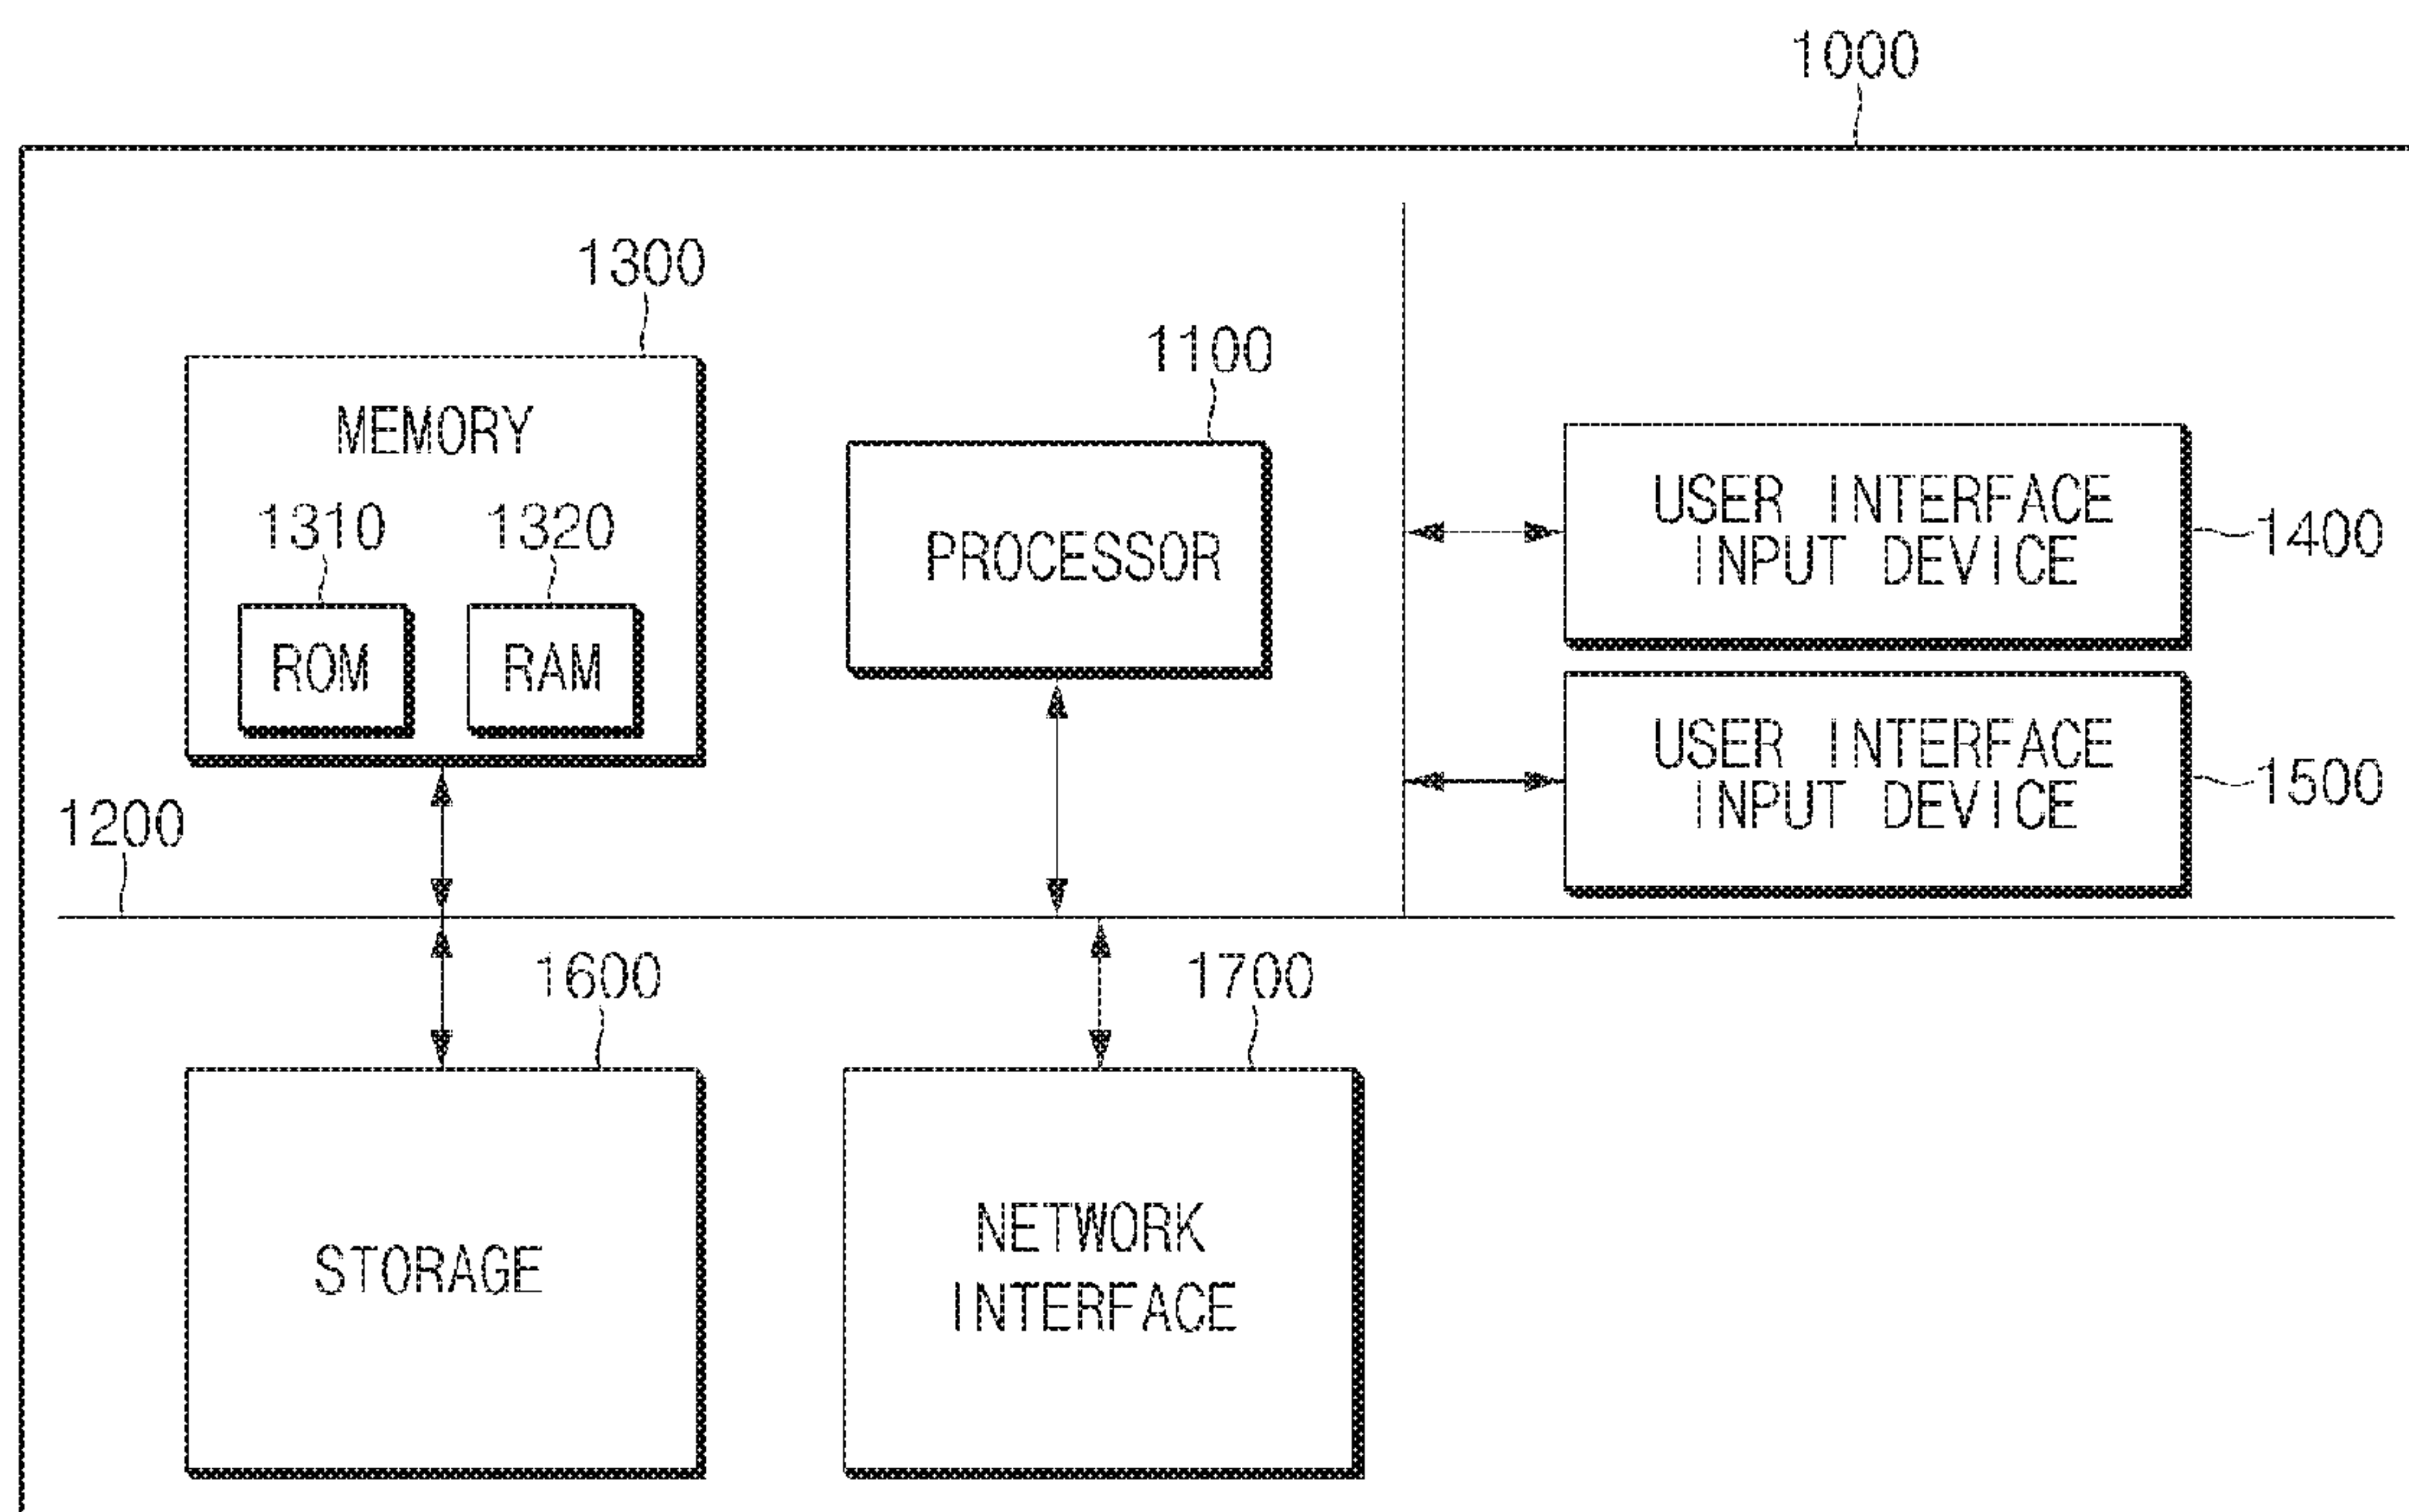 1000
1300
1100
MEMORY
USER INTERFACE
INPUT DEVICE
1400
1310
1320
PROCESSOR
ROM
RAM
USER INTERFACE
INPUT DEVICE
1500
1200
1600
1700
STORAGE
NETWORK
INTERFACE